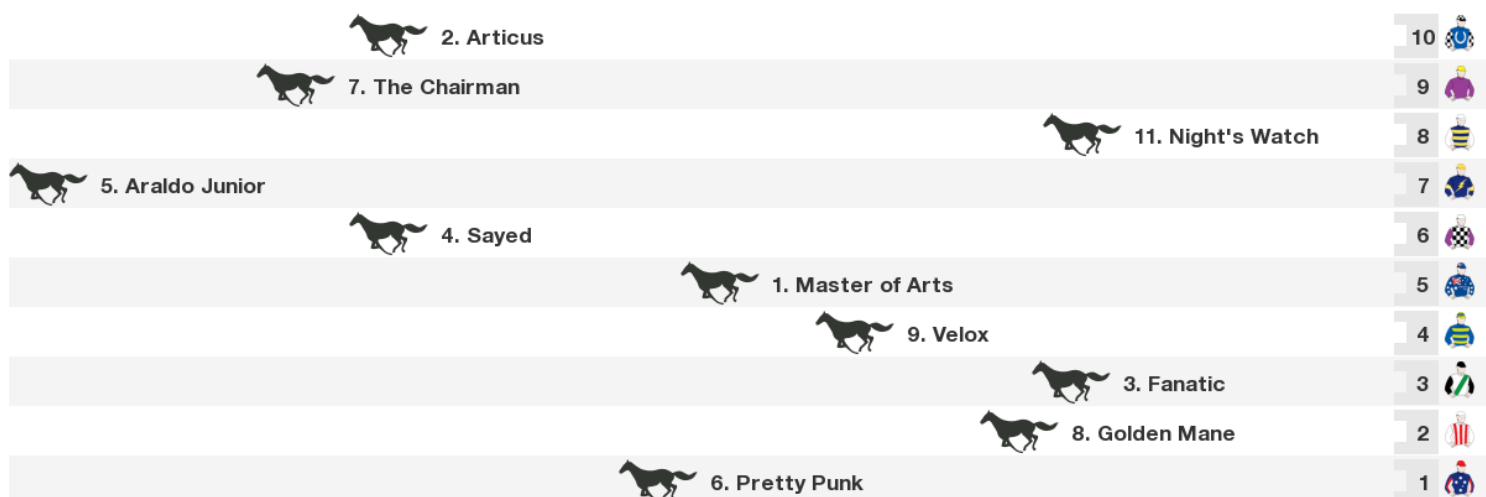 2. Articus 10
7. The Chairman 9
11. Night's Watch 8
5. Araldo Junior 7
4. Sayed 6
1. Master of Arts 5
9. Velox 4
3. Fanatic 3
8. Golden Mane 2
6. Pretty Punk 1